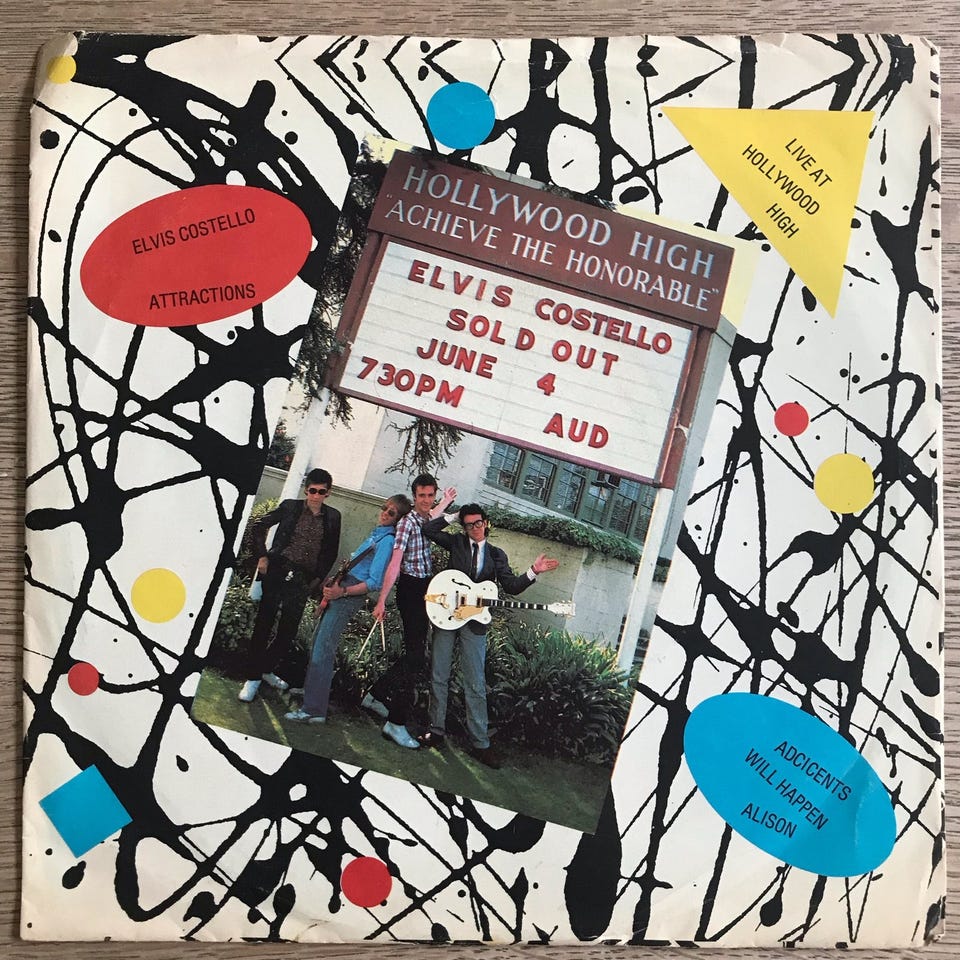 ELVIS COSTELLO
ATTRACTIONS
LIVE AT
HOLLYWOOD
HIGH
HOLLYWOOD HIGH
"ACHIEVE THE HONORABLE"
ELVIS COSTELLO
SOLD OUT
JUNE 4
730PM AUD
ADCICENTS
WILL HAPPEN
ALISON